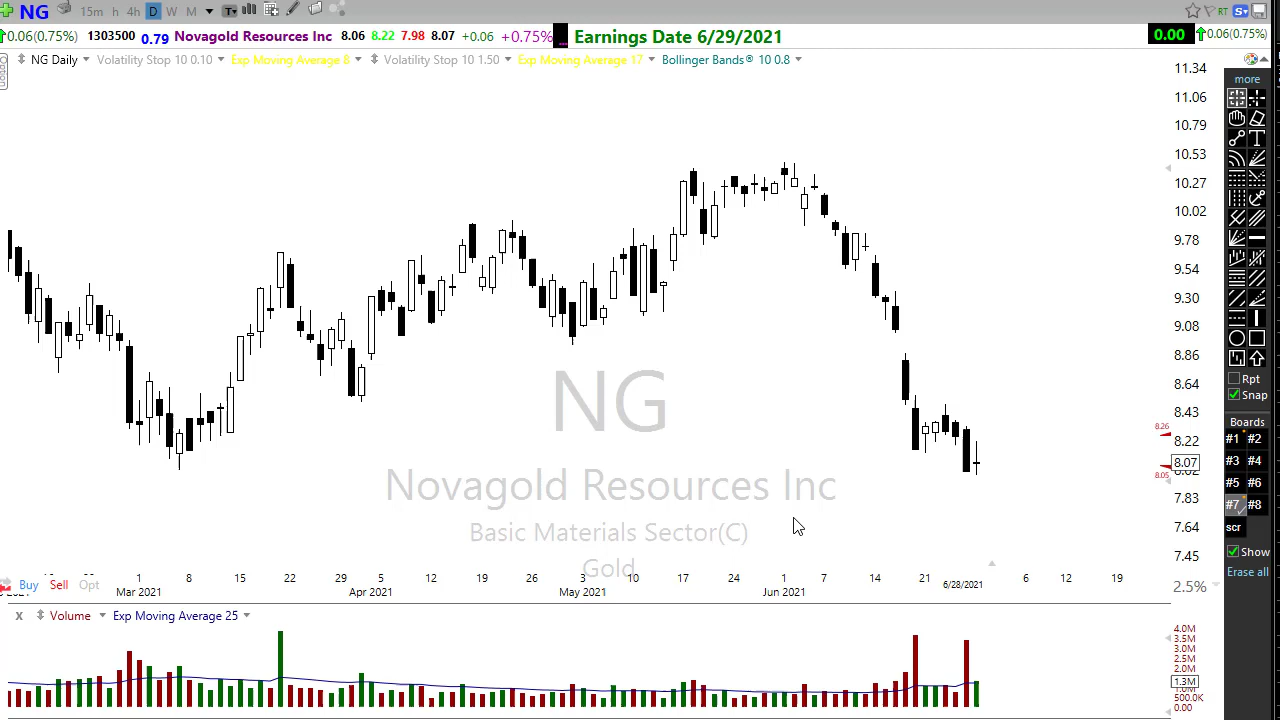 NG 15m h 4h D W M T RT S
0.06(0.75%) 1303500 0.79 Novagold Resources Inc 8.06 8.22 7.98 8.07 +0.06 +0.75% ... Earnings Date 6/29/2021 0.00 0.06(0.75%)
Option
NG Daily Volatility Stop 10 0.10 Exp Moving Average 8 Volatility Stop 10 1.50 Exp Moving Average 17 Bollinger Bands® 10 0.8
11.34
11.06
10.79
10.53
10.27
10.02
9.78
9.54
9.30
9.08
8.86
8.64
8.43
8.26
8.22
8.07
8.05
7.83
7.64
7.45
NG
Novagold Resources Inc
Basic Materials Sector(C)
Gold
more
T
Rpt
Snap
Boards
#1 #2
#3 #4
#5 #6
#7 #8
scr
Show
Erase all
1 8 15 22 29 5 12 19 26 3 10 17 24 1 7 14 21 6/28/2021 6 12 19
Buy Sell Opt
Mar 2021 Apr 2021 May 2021 Jun 2021 2.5%
X Volume Exp Moving Average 25
4.0M
3.5M
3.0M
2.5M
2.0M
1.3M
500.0K
0.00